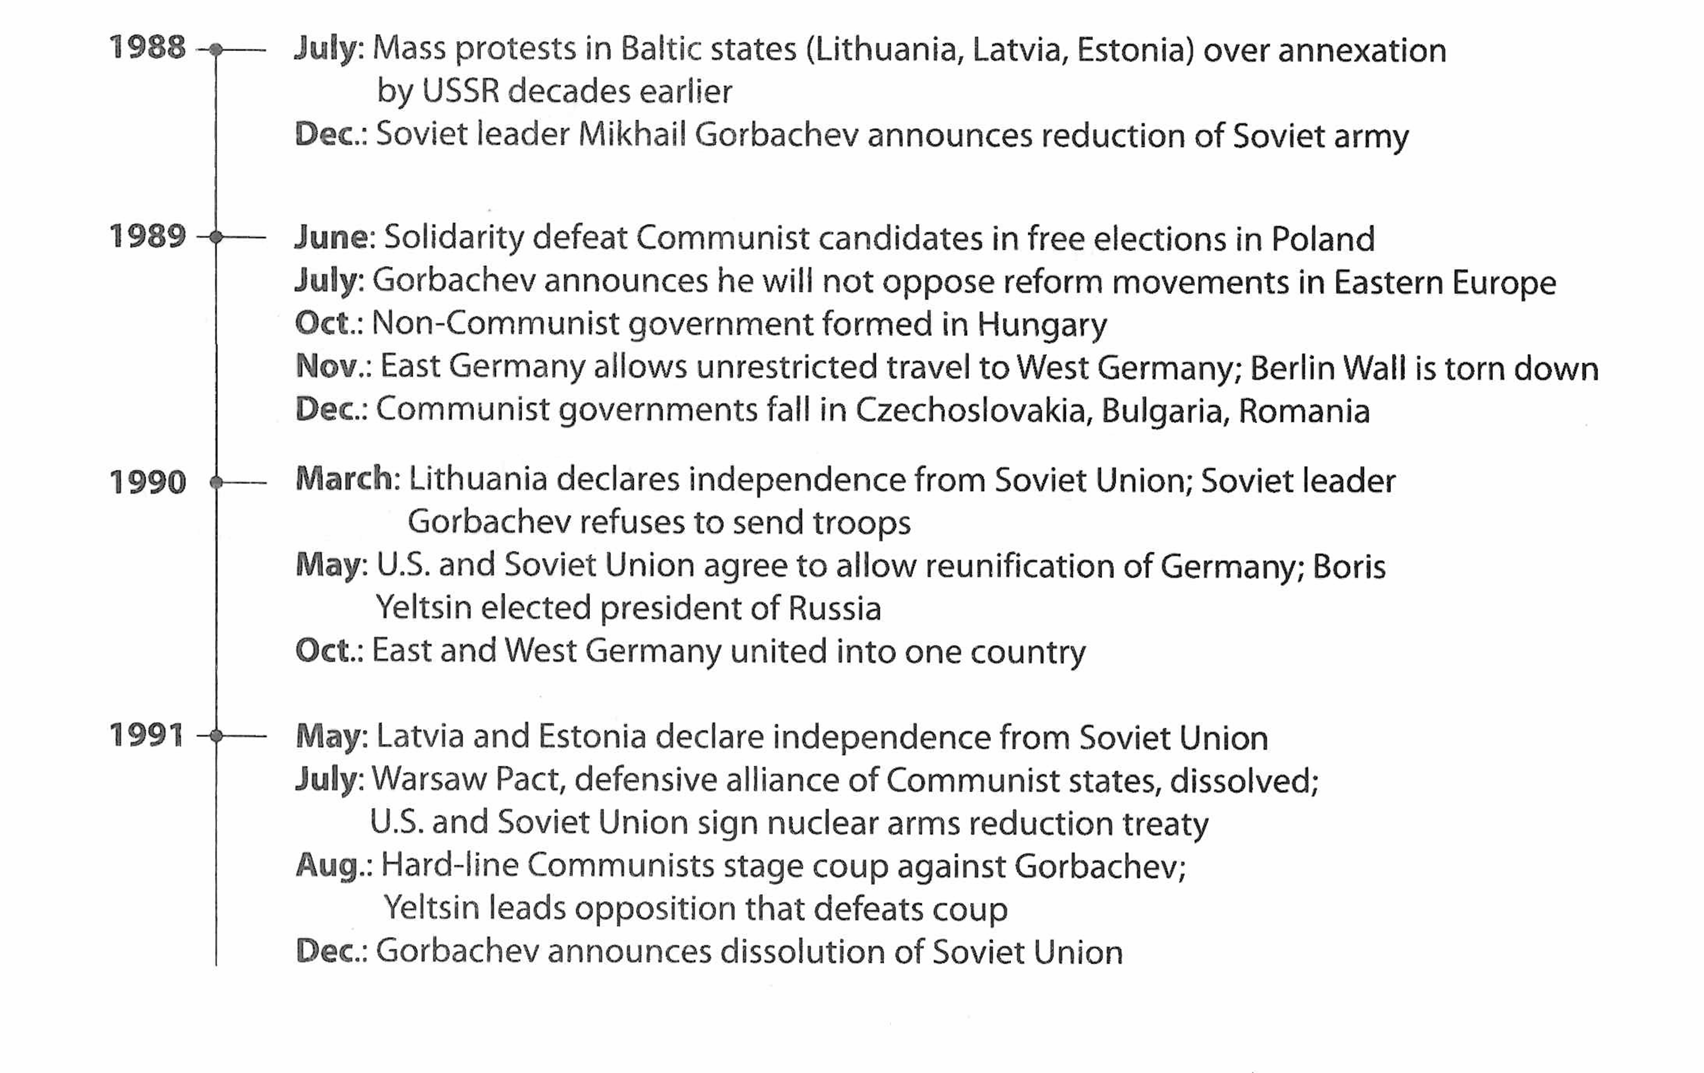 1988
July: Mass protests in Baltic states (Lithuania, Latvia, Estonia) over annexation
by USSR decades earlier
Dec.: Soviet leader Mikhail Gorbachev announces reduction of Soviet army
1989
June: Solidarity defeat Communist candidates in free elections in Poland
July: Gorbachev announces he will not oppose reform movements in Eastern Europe
Oct.: Non-Communist government formed in Hungary
Nov.: East Germany allows unrestricted travel to West Germany; Berlin Wall is torn down
Dec.: Communist governments fall in Czechoslovakia, Bulgaria, Romania
1990
March: Lithuania declares independence from Soviet Union; Soviet leader
Gorbachev refuses to send troops
May: U.S. and Soviet Union agree to allow reunification of Germany; Boris
Yeltsin elected president of Russia
Oct.: East and West Germany united into one country
1991
May: Latvia and Estonia declare independence from Soviet Union
July: Warsaw Pact, defensive alliance of Communist states, dissolved;
U.S. and Soviet Union sign nuclear arms reduction treaty
Aug.: Hard-line Communists stage coup against Gorbachev;
Yeltsin leads opposition that defeats coup
Dec.: Gorbachev announces dissolution of Soviet Union